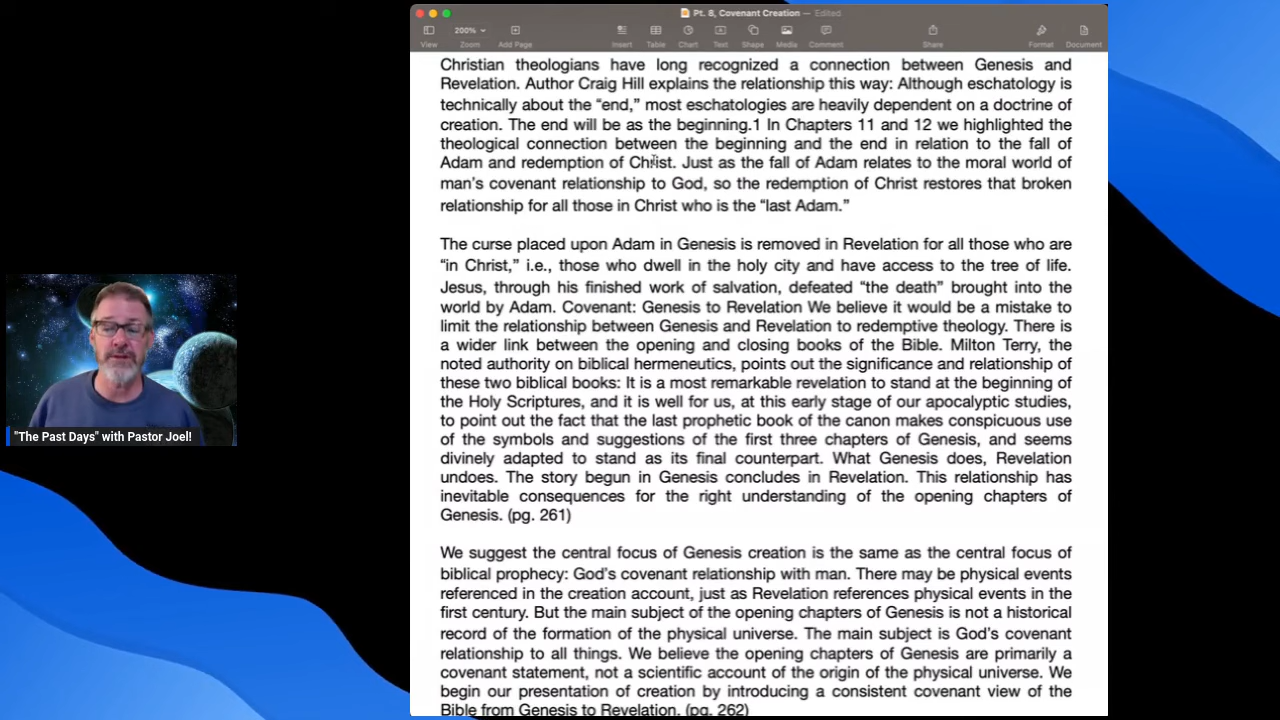 Pt. 8, Covenant Creation — Edited
200%
View
Zoom
Add Page
Insert
Table
Chart
Text
Shape
Media
Comment
Share
Format
Document
Christian theologians have long recognized a connection between Genesis and
Revelation. Author Craig Hill explains the relationship this way: Although eschatology is
technically about the “end,” most eschatologies are heavily dependent on a doctrine of
creation. The end will be as the beginning.1 In Chapters 11 and 12 we highlighted the
theological connection between the beginning and the end in relation to the fall of
Adam and redemption of Christ. Just as the fall of Adam relates to the moral world of
man’s covenant relationship to God, so the redemption of Christ restores that broken
relationship for all those in Christ who is the “last Adam.”
The curse placed upon Adam in Genesis is removed in Revelation for all those who are
“in Christ,” i.e., those who dwell in the holy city and have access to the tree of life.
Jesus, through his finished work of salvation, defeated “the death” brought into the
world by Adam. Covenant: Genesis to Revelation We believe it would be a mistake to
limit the relationship between Genesis and Revelation to redemptive theology. There is
a wider link between the opening and closing books of the Bible. Milton Terry, the
noted authority on biblical hermeneutics, points out the significance and relationship of
these two biblical books: It is a most remarkable revelation to stand at the beginning of
the Holy Scriptures, and it is well for us, at this early stage of our apocalyptic studies,
to point out the fact that the last prophetic book of the canon makes conspicuous use
of the symbols and suggestions of the first three chapters of Genesis, and seems
divinely adapted to stand as its final counterpart. What Genesis does, Revelation
undoes. The story begun in Genesis concludes in Revelation. This relationship has
inevitable consequences for the right understanding of the opening chapters of
Genesis. (pg. 261)
We suggest the central focus of Genesis creation is the same as the central focus of
biblical prophecy: God’s covenant relationship with man. There may be physical events
referenced in the creation account, just as Revelation references physical events in the
first century. But the main subject of the opening chapters of Genesis is not a historical
record of the formation of the physical universe. The main subject is God’s covenant
relationship to all things. We believe the opening chapters of Genesis are primarily a
covenant statement, not a scientific account of the origin of the physical universe. We
begin our presentation of creation by introducing a consistent covenant view of the
Bible from Genesis to Revelation. (pg. 262)
"The Past Days" with Pastor Joel!